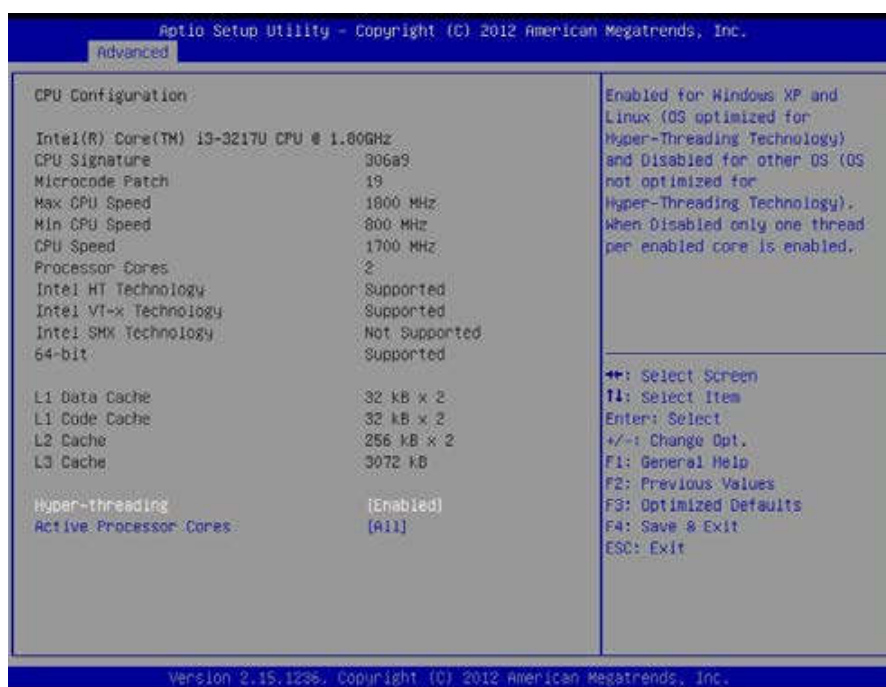 Aptio Setup Utility - Copyright (C) 2012 American Megatrends, Inc.
Advanced
CPU Configuration
Intel(R) Core(TM) i3-3217U CPU @ 1.80GHz
CPU Signature 306a9
Microcode Patch 19
Max CPU Speed 1800 MHz
Min CPU Speed 800 MHz
CPU Speed 1700 MHz
Processor Cores 2
Intel HT Technology Supported
Intel VT-x Technology Supported
Intel SMX Technology Not Supported
64-bit Supported
L1 Data Cache 32 kB x 2
L1 Code Cache 32 kB x 2
L2 Cache 256 kB x 2
L3 Cache 3072 kB
Hyper-threading [Enabled]
Active Processor Cores [All]
Enabled for Windows XP and
Linux (OS optimized for
Hyper-Threading Technology)
and Disabled for other OS (OS
not optimized for
Hyper-Threading Technology).
When Disabled only one thread
per enabled core is enabled.
→←: Select Screen
↑↓: Select Item
Enter: Select
+/-: Change Opt.
F1: General Help
F2: Previous Values
F3: Optimized Defaults
F4: Save & Exit
ESC: Exit
Version 2.15.1236. Copyright (C) 2012 American Megatrends, Inc.